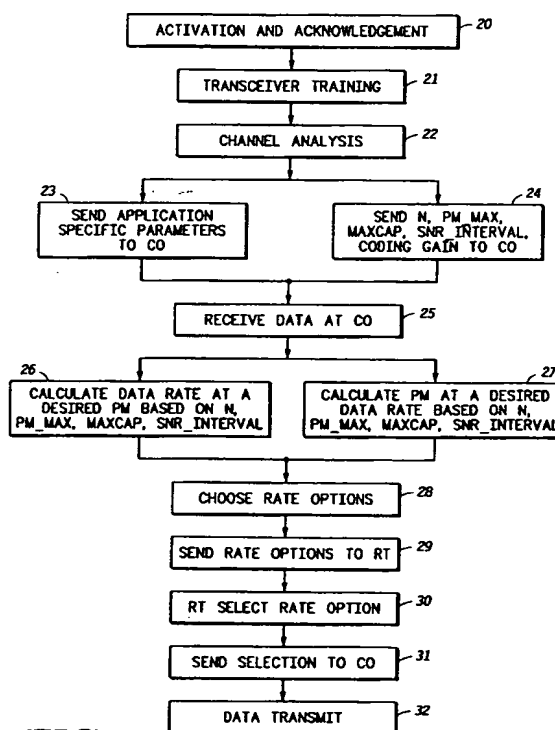 ACTIVATION AND ACKNOWLEDGEMENT
20
TRANSCEIVER TRAINING
21
CHANNEL ANALYSIS
22
23
SEND APPLICATION
SPECIFIC PARAMETERS
TO CO
24
SEND N, PM_MAX,
MAXCAP, SNR_INTERVAL,
CODING GAIN TO CO
RECEIVE DATA AT CO
25
26
CALCULATE DATA RATE AT A
DESIRED PM BASED ON N,
PM_MAX, MAXCAP, SNR_INTERVAL
27
CALCULATE PM AT A DESIRED
DATA RATE BASED ON N,
PM_MAX, MAXCAP, SNR_INTERVAL
CHOOSE RATE OPTIONS
28
SEND RATE OPTIONS TO RT
29
RT SELECT RATE OPTION
30
SEND SELECTION TO CO
31
DATA TRANSMIT
32